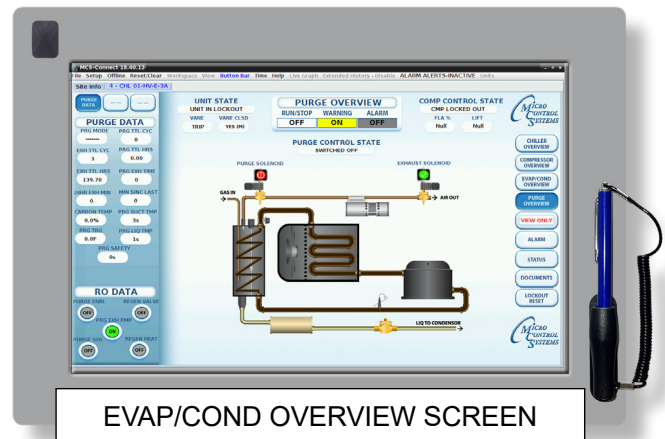 MCS-Connect 18.40.13
File Setup Offline Reset/Clear Workspace View Button Bar Time Help Live Graph Extended History - Disable ALARM ALERTS-INACTIVE Units
Site Info 4 - CHL 01-HV-E-3A
PURGE DATA
-- --
-- --
PURGE DATA
PRG MODE PRG TTL CYC
------- 0
EXH TTL CYC PRG TTL HRS
3 0.00
EXH TTL HRS PRG EXH TIME
139.70 0
20HR EXH MIN MIN SINC LAST
0 0
CARBON TEMP PRG SUCT TMP
0.0% 3s
PRG TRG PRG LIQ TMP
0.0F 1s
PRG SAFETY
0s
RO DATA
PURGE ENBL REGEN VALVE
OFF OFF
PRG EXH PMP
ON
PURGE SOL REGEN HEAT
OFF OFF
UNIT STATE
UNIT IN LOCKOUT
VANE VANE CLSD
TRIP YES (M)
PURGE OVERVIEW
RUN/STOP WARNING ALARM
OFF ON OFF
COMP CONTROL STATE
CMP LOCKED OUT
FLA % LIFT
Null Null
PURGE CONTROL STATE
SWITCHED OFF
PURGE SOLENOID
EXHAUST SOLENOID
GAS IN
AIR OUT
LIQ TO CONDENSOR
MICRO CONTROL SYSTEMS
CHILLER OVERVIEW
COMPRESSOR OVERVIEW
EVAP/COND OVERVIEW
PURGE OVERVIEW
VIEW ONLY
ALARM
STATUS
DOCUMENTS
LOCKOUT RESET
MICRO CONTROL SYSTEMS
EVAP/COND OVERVIEW SCREEN